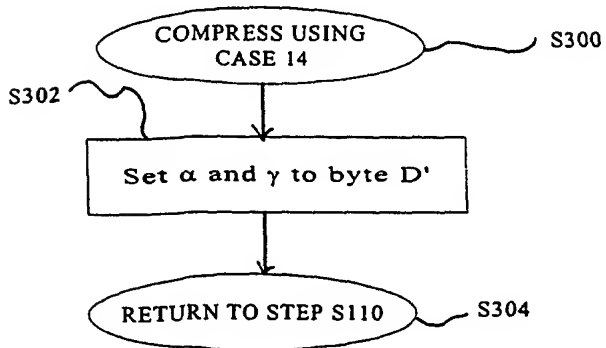 COMPRESS USING
CASE 14
S300
S302
Set α and γ to byte D'
RETURN TO STEP S110
S304